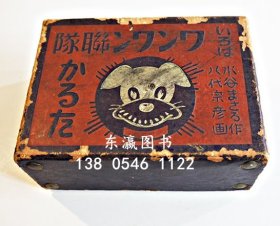 ワンワン聯隊
かるた
いろは
水谷まさる作
东瀛图书
138 0546 1122